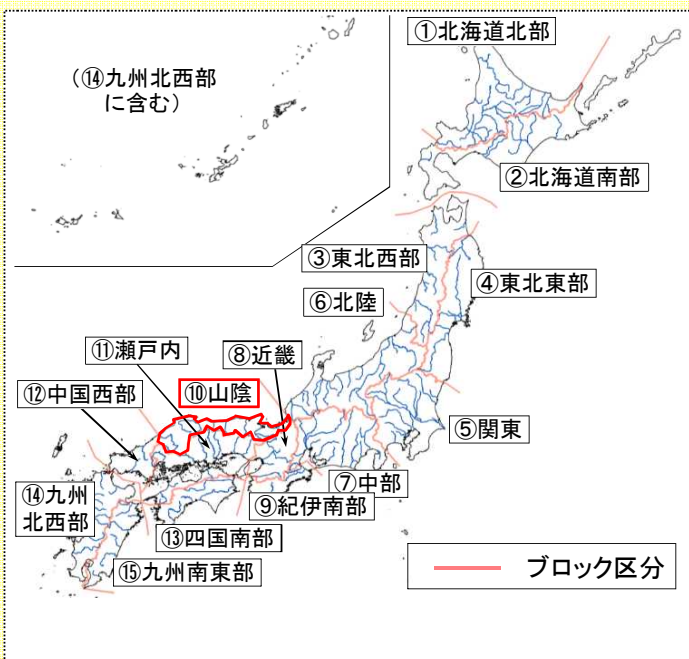 ①北海道北部
(⑭九州北西部
に含む)
②北海道南部
③東北西部
④東北東部
⑥北陸
⑪瀬戸内
⑧近畿
⑫中国西部
⑩山陰
⑤関東
⑦中部
⑭九州
北西部
⑨紀伊南部
⑬四国南部
⑮九州南東部
ブロック区分